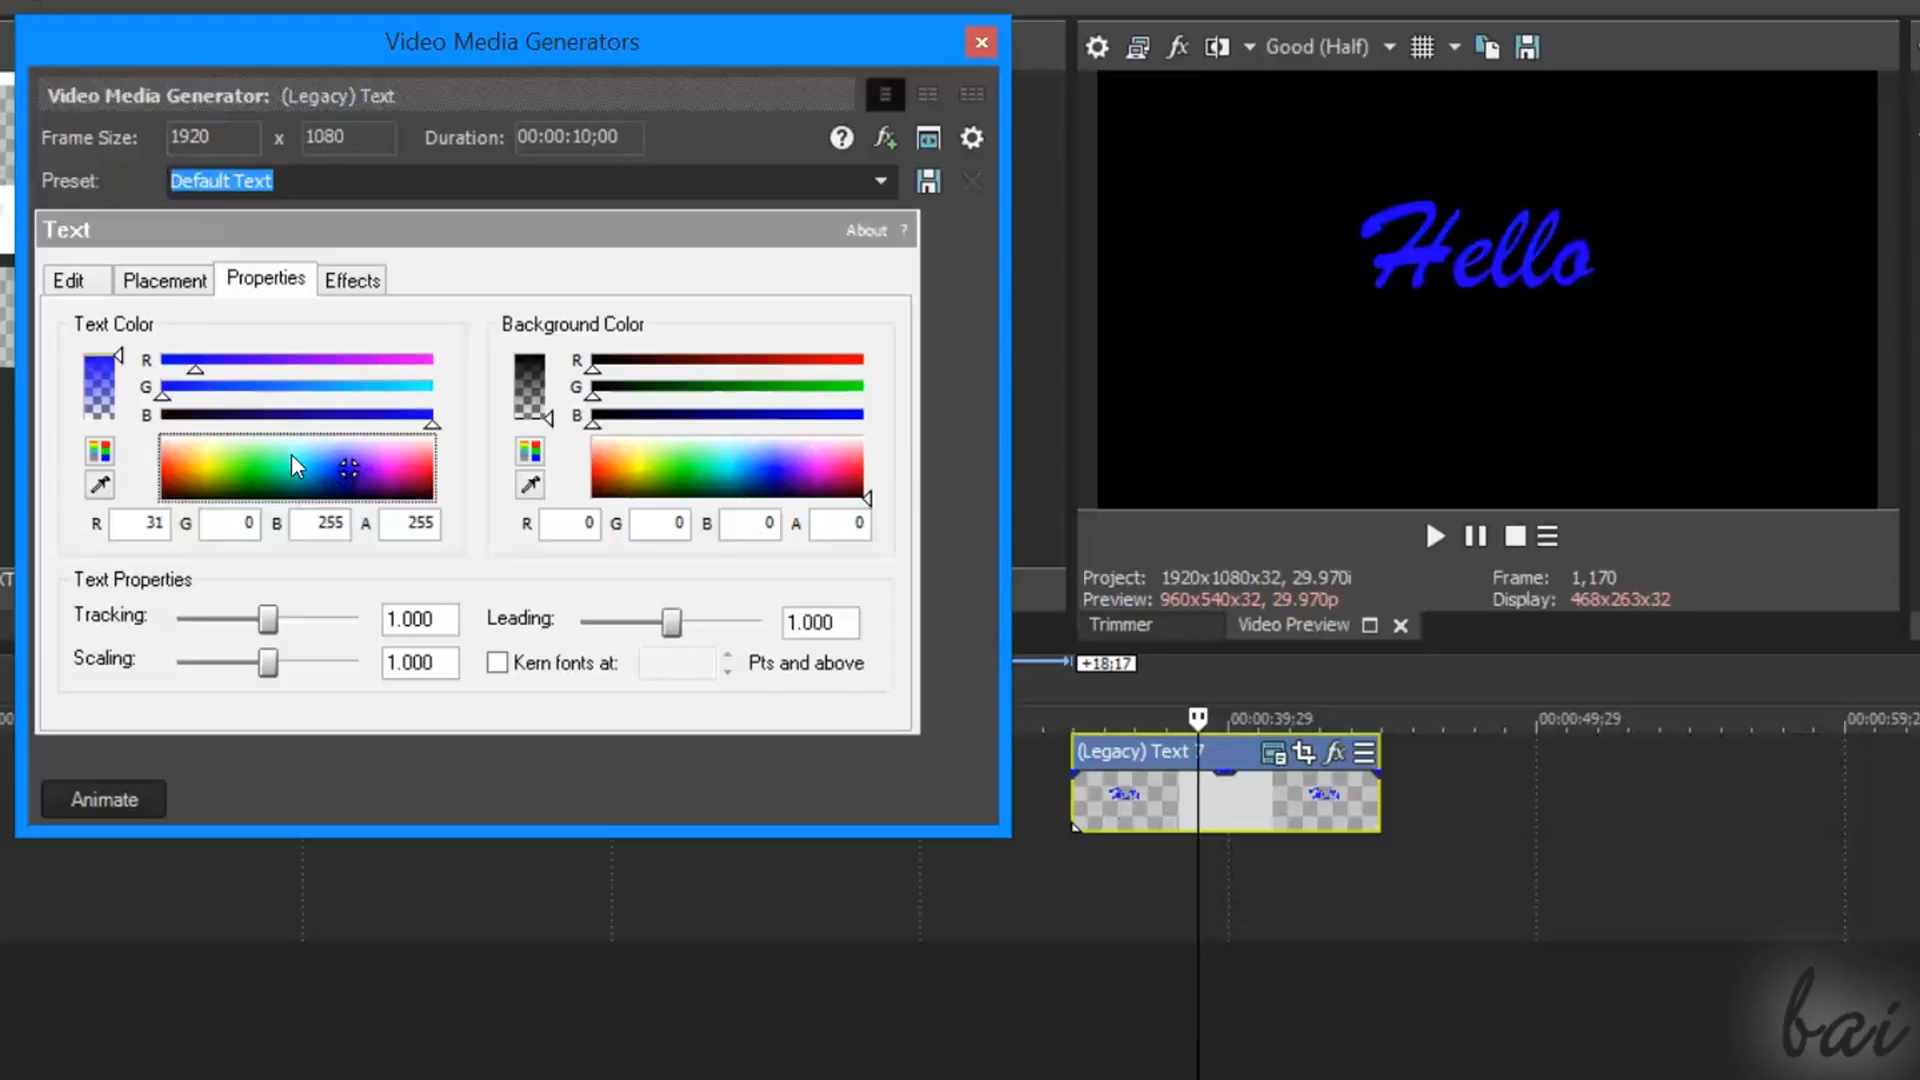 Video Media Generators
Video Media Generator: (Legacy) Text
Frame Size: 1920 x 1080 Duration: 00:00:10;00
Preset: Default Text
Text About ?
Edit Placement Properties Effects
Text Color Background Color
R R
G G
B B
R 31 G 0 B 255 A 255 R 0 G 0 B 0 A 0
Text Properties
Tracking: 1.000 Leading: 1.000
Scaling: 1.000 Kern fonts at: Pts and above
Animate
Good (Half)
Hello
Project: 1920x1080x32, 29.970i Frame: 1,170
Preview: 960x540x32, 29.970p Display: 468x263x32
Trimmer Video Preview
+18;17
00:00:39;29 00:00:49;29
(Legacy) Text 7
bai